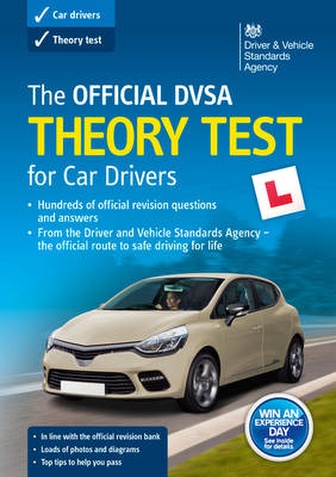 Car drivers
Theory test
Driver & Vehicle
Standards
Agency
The OFFICIAL DVSA
THEORY TEST
for Car Drivers
L
• Hundreds of official revision questions
and answers
• From the Driver and Vehicle Standards Agency –
the official route to safe driving for life
WIN AN
EXPERIENCE
DAY
See inside
for details
• In line with the official revision bank
• Loads of photos and diagrams
• Top tips to help you pass